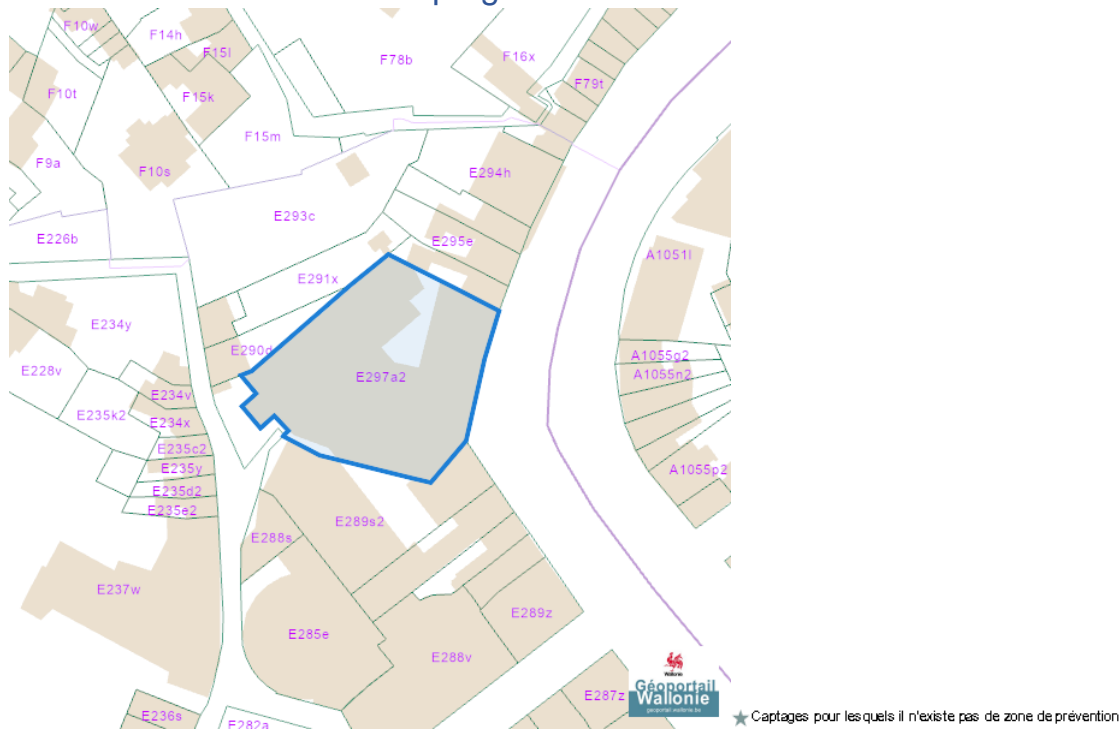 F10w
F14h
F15l
F78b
F16x
F79t
F10t
F15k
F15m
F9a
F10s
E294h
E293c
E226b
E295e
A1051l
E291x
E234y
E290d
A1055g2
E228v
E297a2
A1055n2
E234v
E235k2
E234x
E235c2
E235y
A1055p2
E235d2
E235e2
E289s2
E288s
E237w
E289z
E285e
E288v
E287z
E236s
E282a
Wallonie
Géoportail
Wallonie
geoportail.wallonie.be
Captages pour lesquels il n'existe pas de zone de prévention